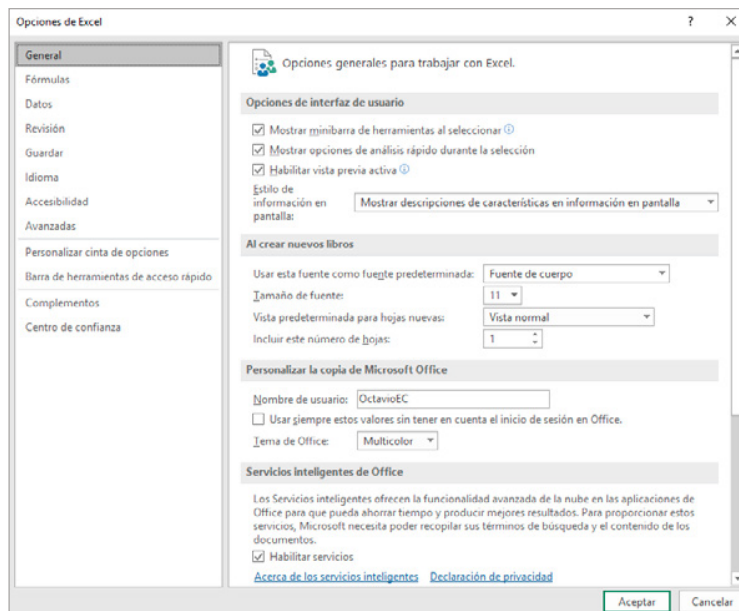 Opciones de Excel
?
General
Fórmulas
Datos
Revisión
Guardar
Idioma
Accesibilidad
Avanzadas
Personalizar cinta de opciones
Barra de herramientas de acceso rápido
Complementos
Centro de confianza
Opciones generales para trabajar con Excel.
Opciones de interfaz de usuario
Mostrar minibarra de herramientas al seleccionar
Mostrar opciones de análisis rápido durante la selección
Habilitar vista previa activa
Estilo de
información en
pantalla:
Mostrar descripciones de características en información en pantalla
Al crear nuevos libros
Usar esta fuente como fuente predeterminada: Fuente de cuerpo
Tamaño de fuente: 11
Vista predeterminada para hojas nuevas: Vista normal
Incluir este número de hojas: 1
Personalizar la copia de Microsoft Office
Nombre de usuario: OctavioEC
Usar siempre estos valores sin tener en cuenta el inicio de sesión en Office.
Tema de Office: Multicolor
Servicios inteligentes de Office
Los Servicios inteligentes ofrecen la funcionalidad avanzada de la nube en las aplicaciones de
Office para que pueda ahorrar tiempo y producir mejores resultados. Para proporcionar estos
servicios, Microsoft necesita poder recopilar sus términos de búsqueda y el contenido de los
documentos.
Habilitar servicios
Acerca de los servicios inteligentes Declaración de privacidad
Aceptar Cancelar